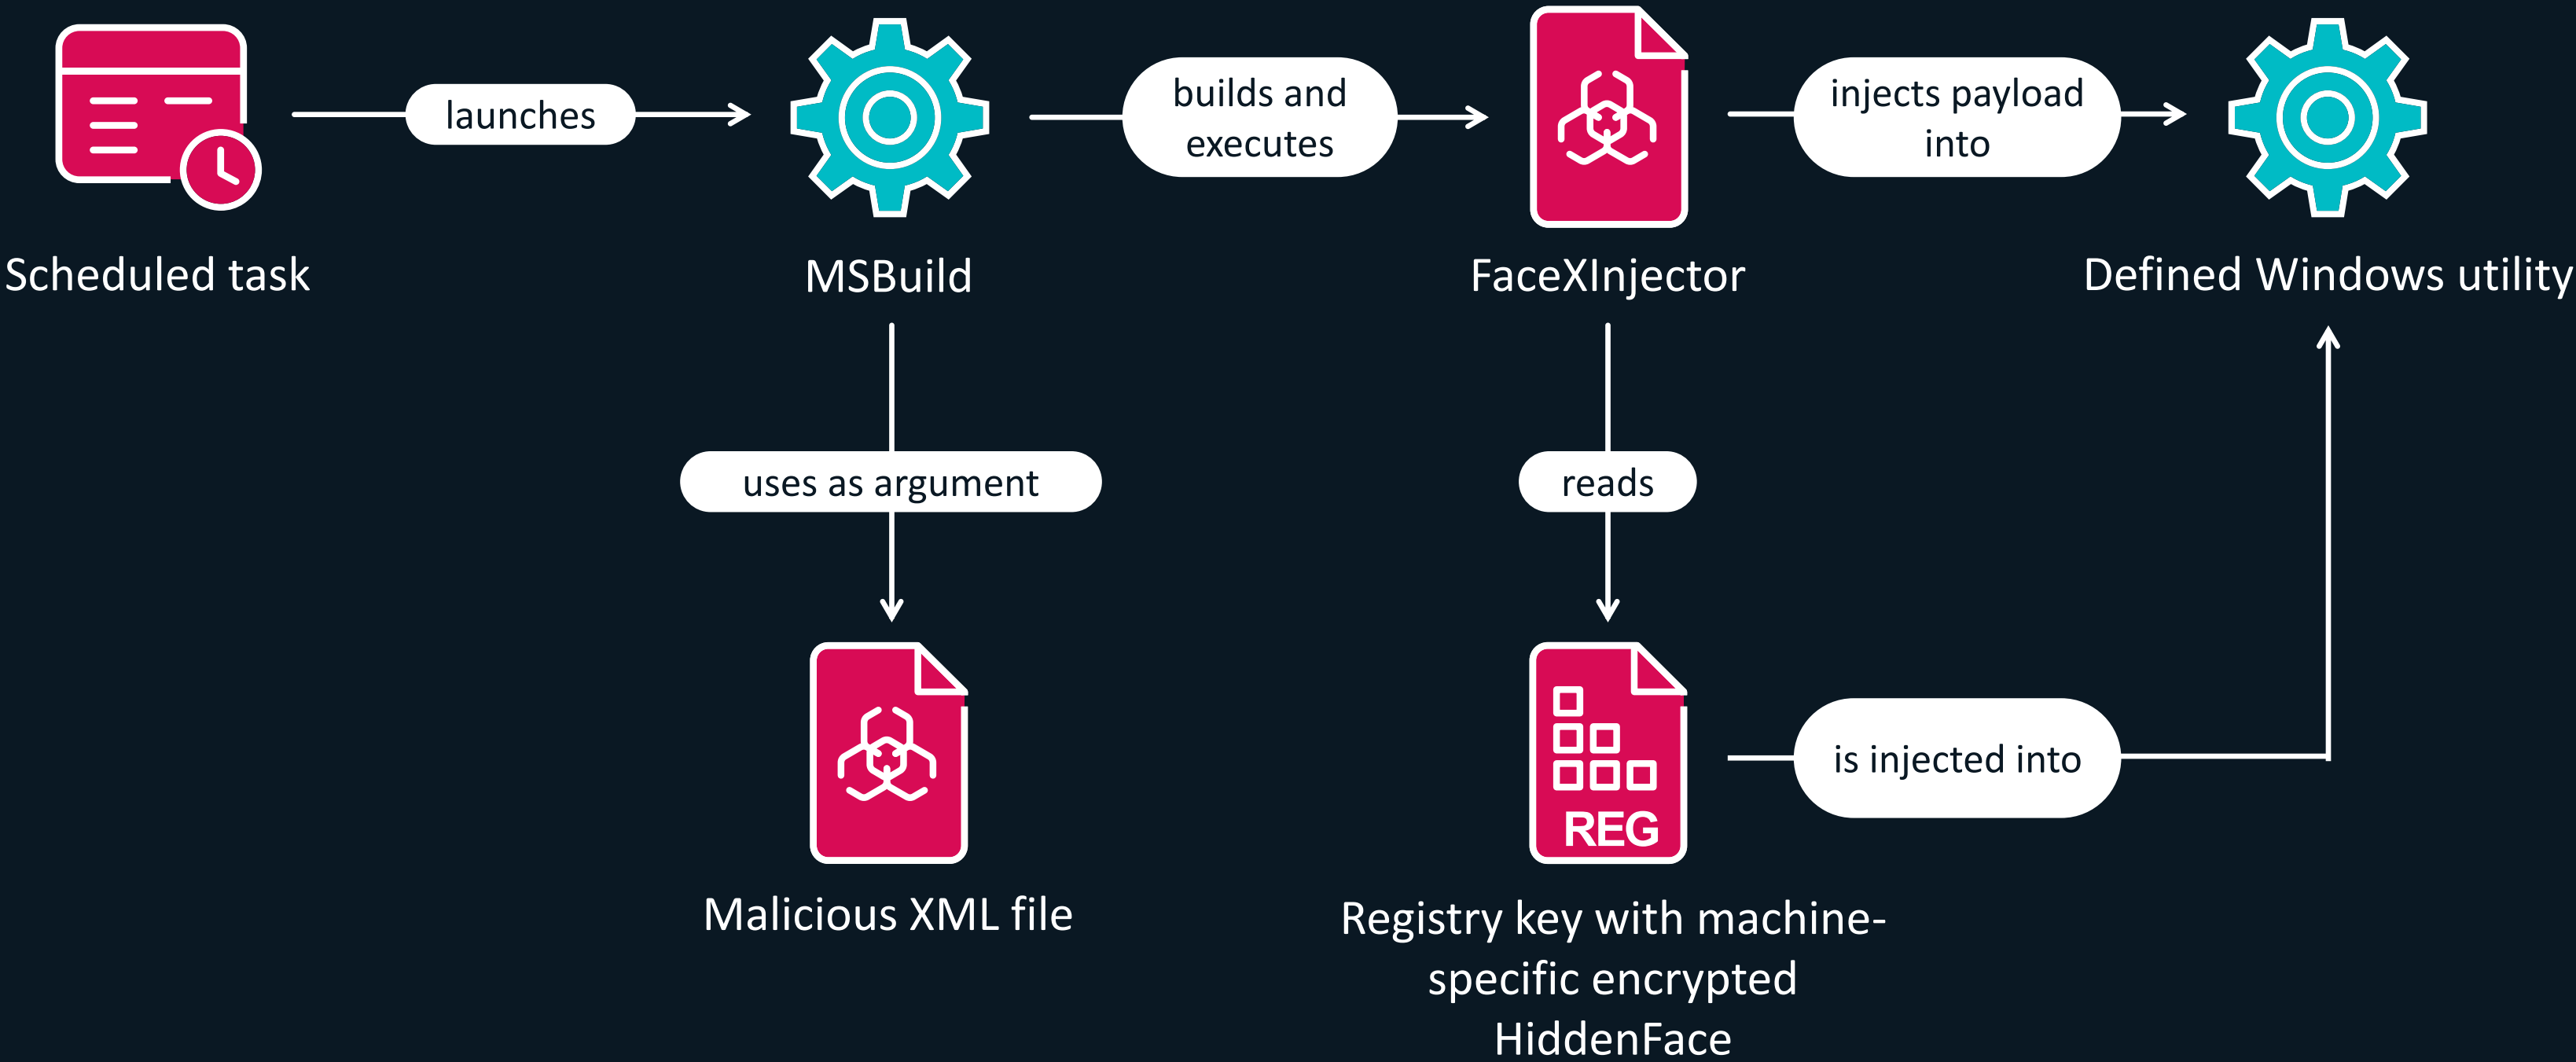 launches
builds and
executes
injects payload
into
Scheduled task
MSBuild
FaceXInjector
Defined Windows utility
uses as argument
reads
is injected into
REG
Malicious XML file
Registry key with machine-
specific encrypted
HiddenFace